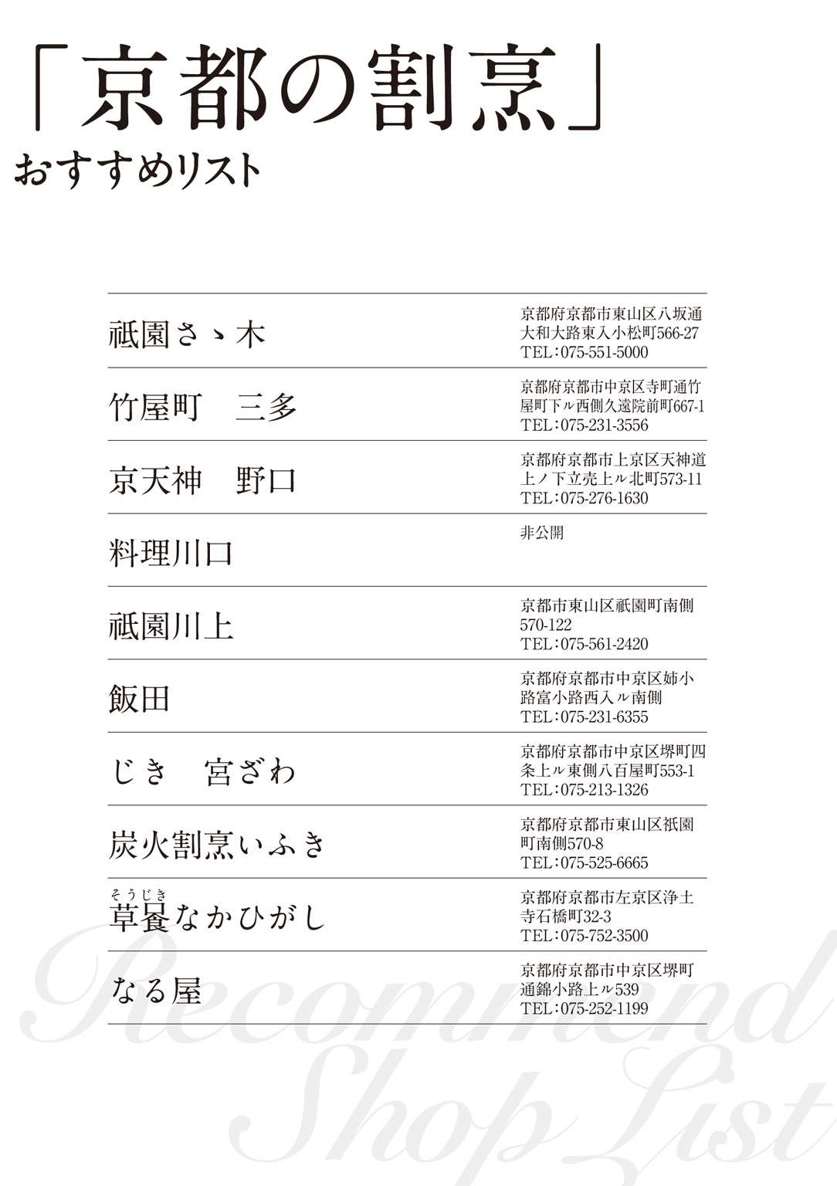 「京都の割烹」
おすすめリスト
祇園さゝ木
京都府京都市東山区八坂通
大和大路東入小松町566-27
TEL:075-551-5000
竹屋町　三多
京都府京都市中京区寺町通竹
屋町下ル西側久遠院前町667-1
TEL:075-231-3556
京天神　野口
京都府京都市上京区天神道
上ノ下立売上ル北町573-11
TEL:075-276-1630
料理川口
非公開
祇園川上
京都市東山区祇園町南側
570-122
TEL:075-561-2420
飯田
京都府京都市中京区姉小
路富小路西入ル南側
TEL:075-231-6355
じき　宮ざわ
京都府京都市中京区堺町四
条上ル東側八百屋町553-1
TEL:075-213-1326
炭火割烹いふき
京都府京都市東山区祇園
町南側570-8
TEL:075-525-6665
そうじき
草喰なかひがし
京都府京都市左京区浄土
寺石橋町32-3
TEL:075-752-3500
なる屋
京都府京都市中京区堺町
通錦小路上ル539
TEL:075-252-1199
Recommend
Shop List